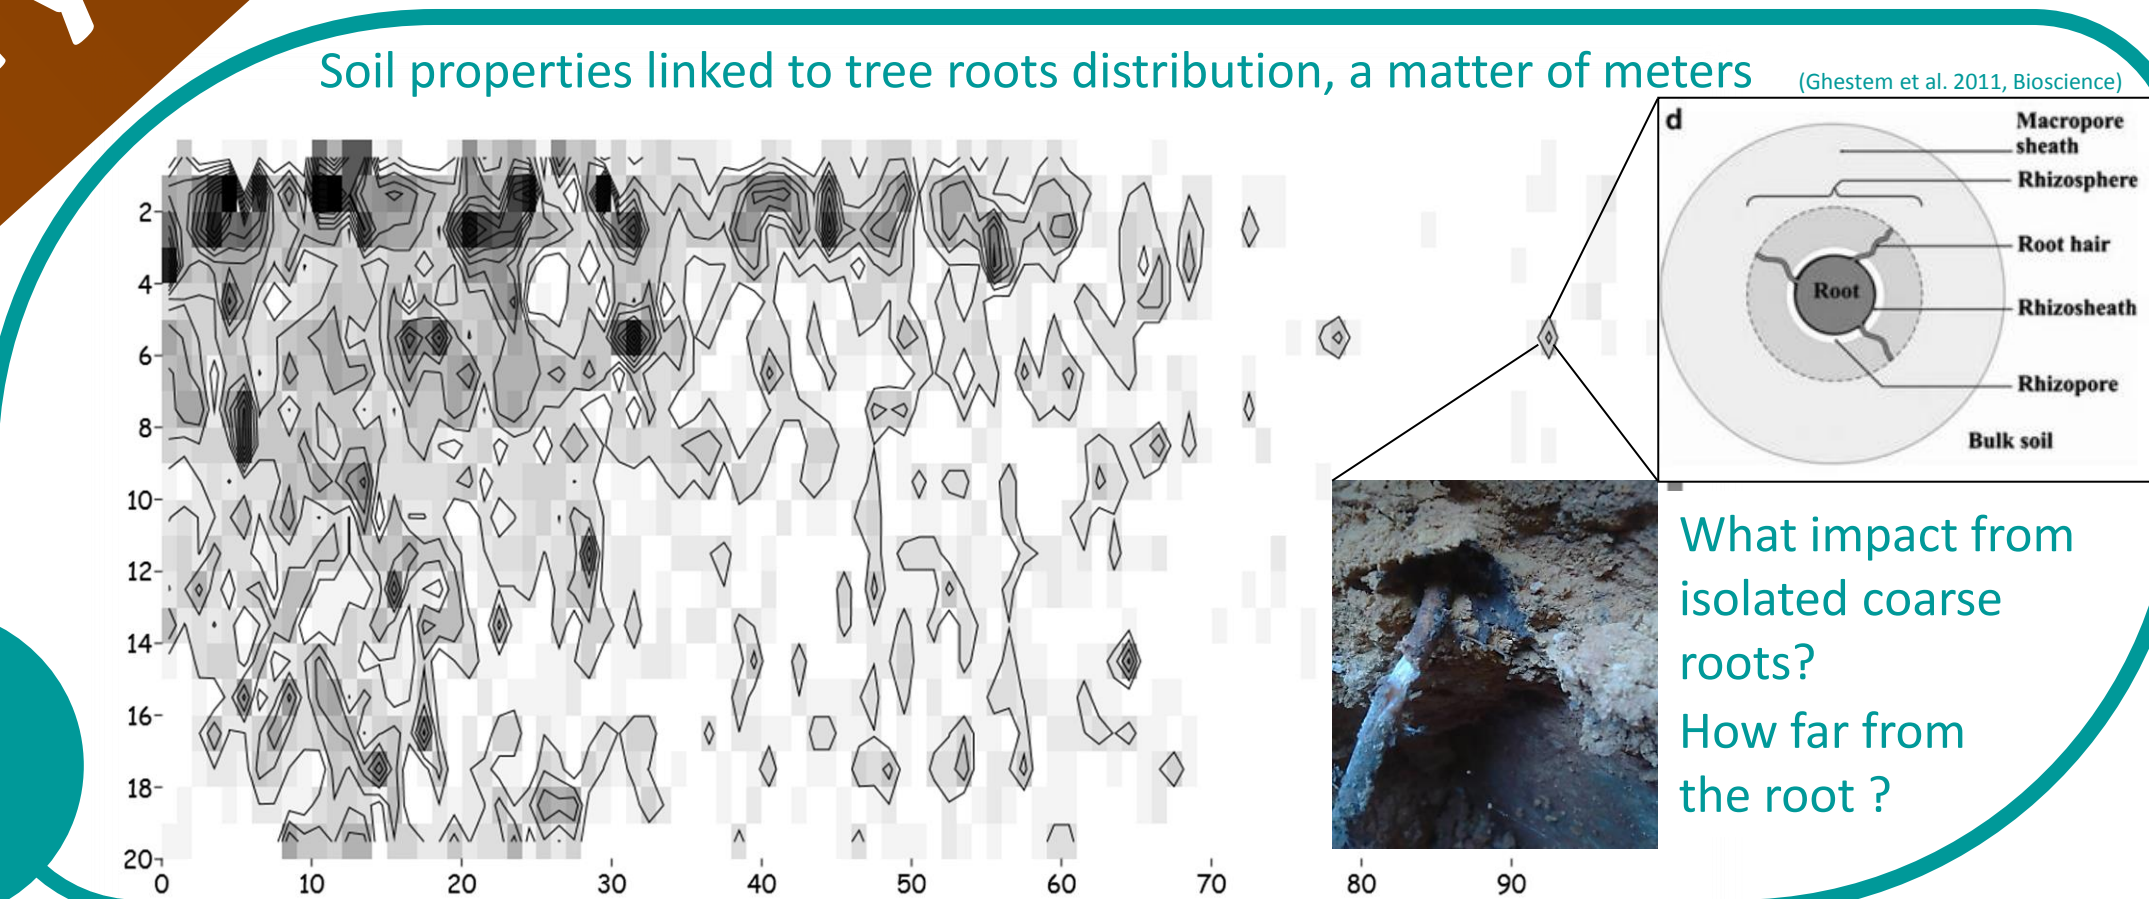 Soil properties linked to tree roots distribution, a matter of meters
(Ghestem et al. 2011, Bioscience)
d
Macropore
sheath
Rhizosphere
Root hair
Root
Rhizosheath
Rhizopore
Bulk soil
2
4
6
8
10
12
14
16
18
20
0 10 20 30 40 50 60 70 80 90
What impact from
isolated coarse
roots?
How far from
the root ?